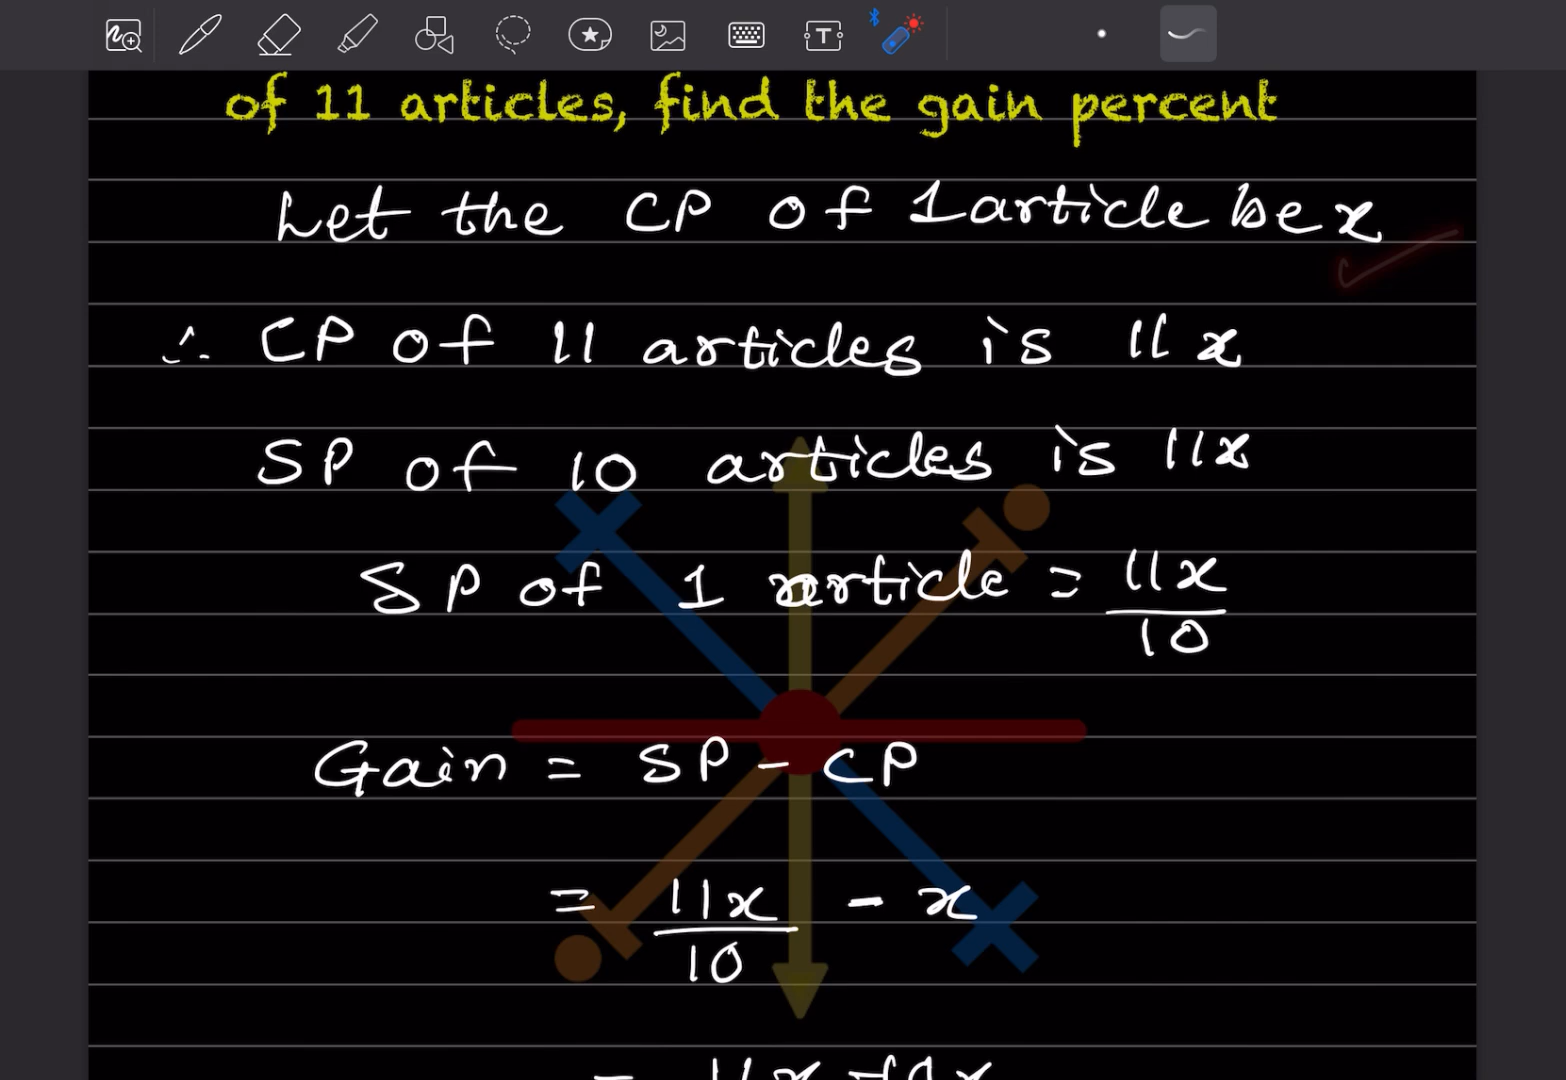 of 11 articles, find the gain percent
Let the CP of 1 article be x
∴ CP of 11 articles is 11x
SP of 10 articles is 11x
SP of 1 article = 11x/10
Gain = SP - CP
= 11x/10 - x